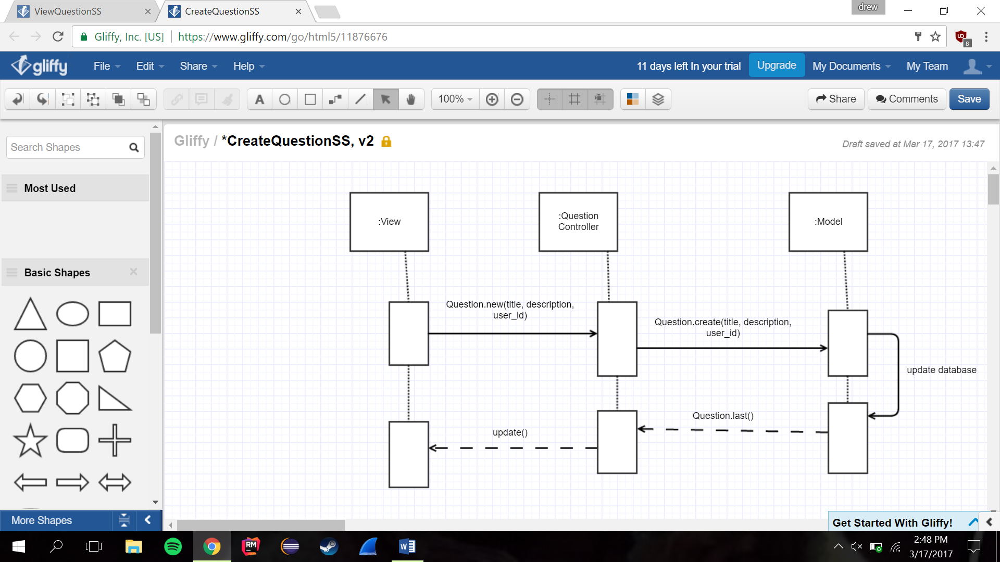 ViewQuestionSS
CreateQuestionSS
drew
Gliffy, Inc. [US]
https://www.gliffy.com/go/html5/11876676
uo
8
gliffy
File
Edit
Share
Help
11 days left In your trial
Upgrade
My Documents
My Team
A
100%
Share
Comments
Save
Search Shapes
Gliffy / *CreateQuestionSS, v2
Draft saved at Mar 17, 2017 13:47
Most Used
Basic Shapes
:View
:Question
Controller
:Model
Question.new(title, description,
user_id)
Question.create(title, description,
user_id)
update database
Question.last()
update()
More Shapes
Get Started With Gliffy!
RM
W
2:48 PM
3/17/2017